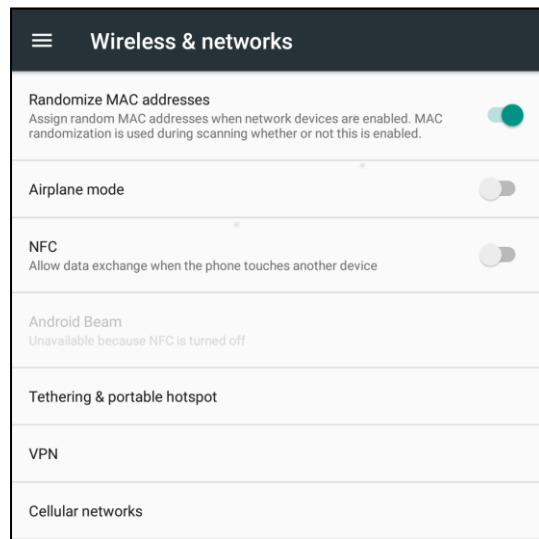 Wireless & networks
Randomize MAC addresses
Assign random MAC addresses when network devices are enabled. MAC
randomization is used during scanning whether or not this is enabled.
Airplane mode
NFC
Allow data exchange when the phone touches another device
Android Beam
Unavailable because NFC is turned off
Tethering & portable hotspot
VPN
Cellular networks